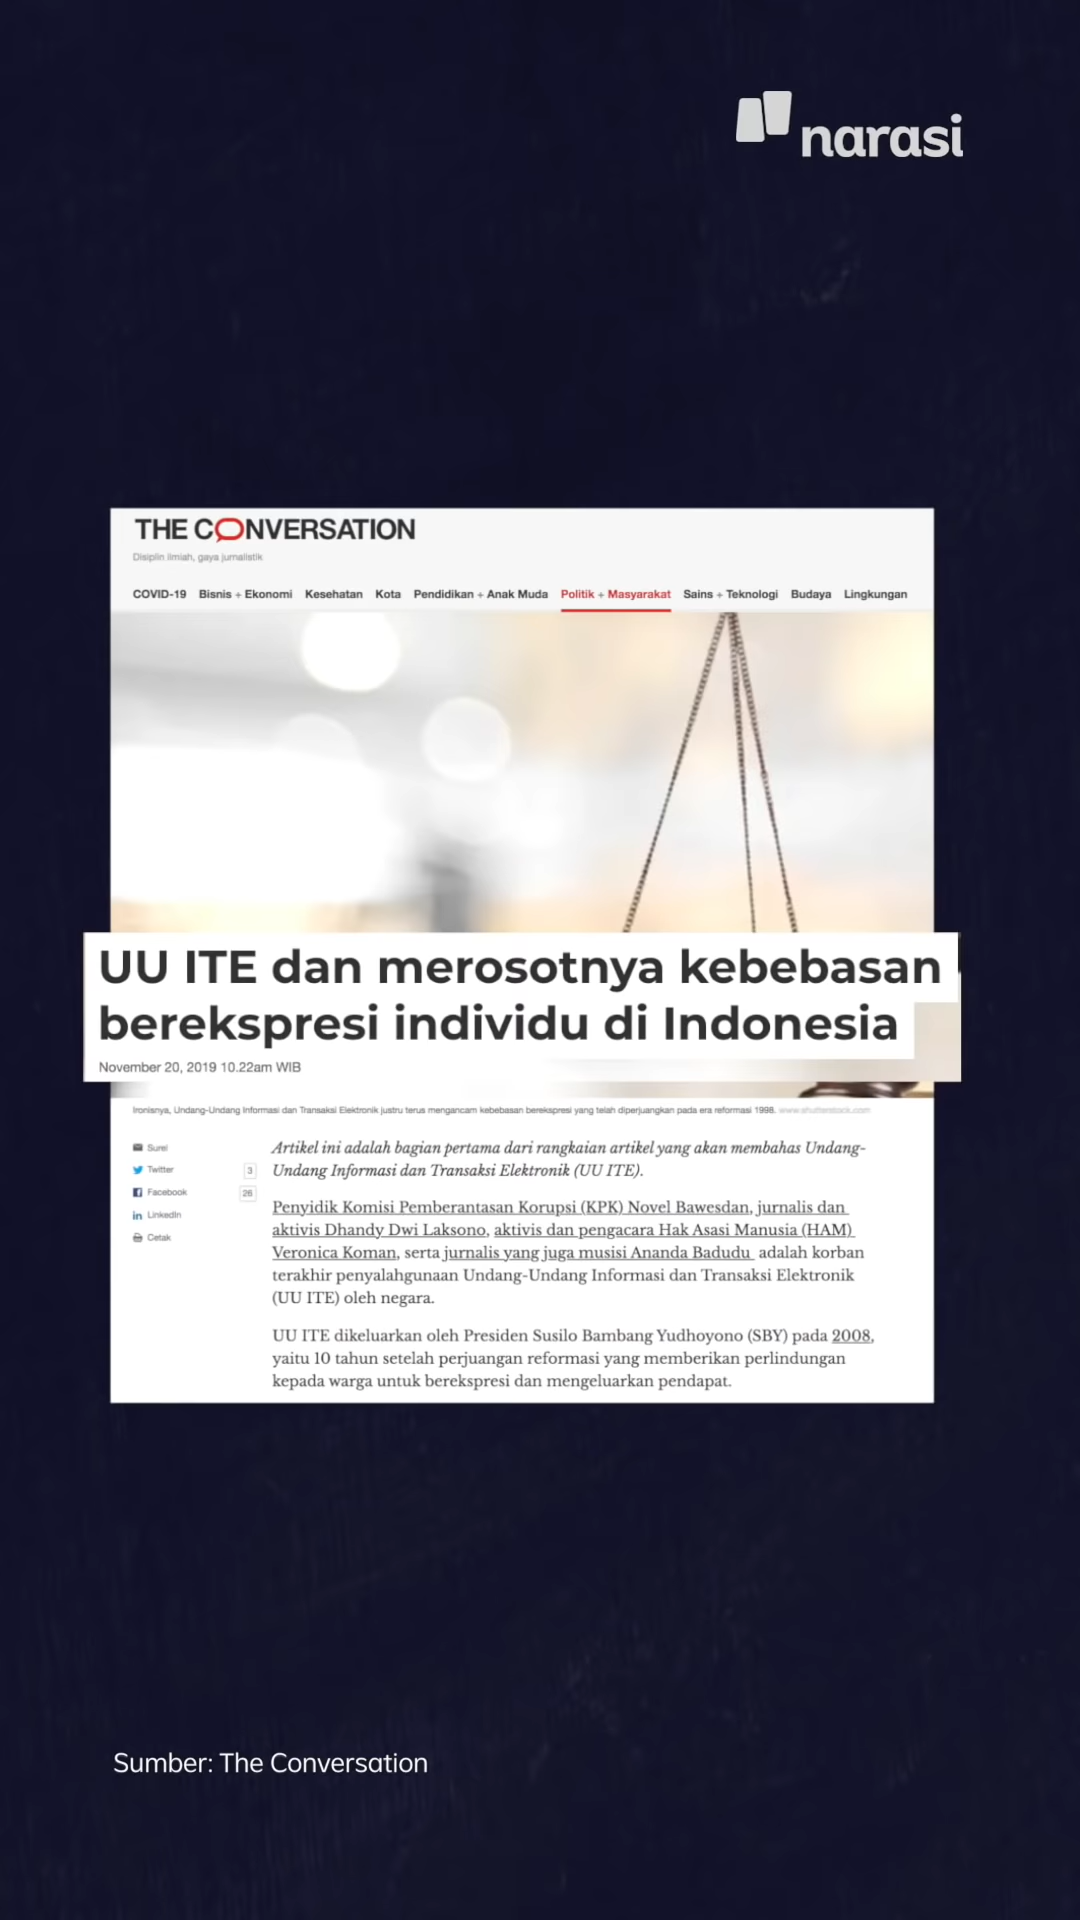 narasi
THE CONVERSATION
Disiplin ilmiah, gaya jurnalistik
COVID-19 Bisnis + Ekonomi Kesehatan Kota Pendidikan + Anak Muda Politik + Masyarakat Sains + Teknologi Budaya Lingkungan
UU ITE dan merosotnya kebebasan
berekspresi individu di Indonesia
November 20, 2019 10.22am WIB
Ironisnya, Undang-Undang Informasi dan Transaksi Elektronik justru terus mengancam kebebasan berekspresi yang telah diperjuangkan pada era reformasi 1998. www.shutterstock.com
Surel
Twitter 3
Facebook 26
LinkedIn
Cetak
Artikel ini adalah bagian pertama dari rangkaian artikel yang akan membahas Undang-
Undang Informasi dan Transaksi Elektronik (UU ITE).
Penyidik Komisi Pemberantasan Korupsi (KPK) Novel Bawesdan, jurnalis dan
aktivis Dhandy Dwi Laksono, aktivis dan pengacara Hak Asasi Manusia (HAM)
Veronica Koman, serta jurnalis yang juga musisi Ananda Badudu adalah korban
terakhir penyalahgunaan Undang-Undang Informasi dan Transaksi Elektronik
(UU ITE) oleh negara.
UU ITE dikeluarkan oleh Presiden Susilo Bambang Yudhoyono (SBY) pada 2008,
yaitu 10 tahun setelah perjuangan reformasi yang memberikan perlindungan
kepada warga untuk berekspresi dan mengeluarkan pendapat.
Sumber: The Conversation